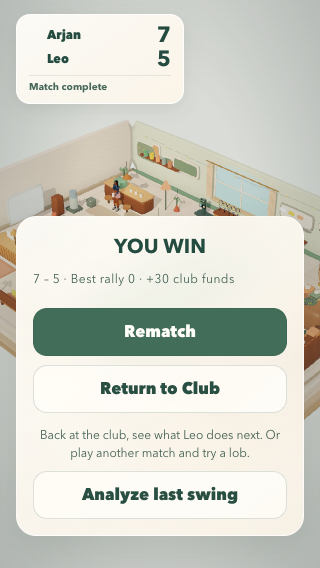 Arjan 7
Leo 5
Match complete
YOU WIN
7 – 5 · Best rally 0 · +30 club funds
Rematch
Return to Club
Back at the club, see what Leo does next. Or
play another match and try a lob.
Analyze last swing